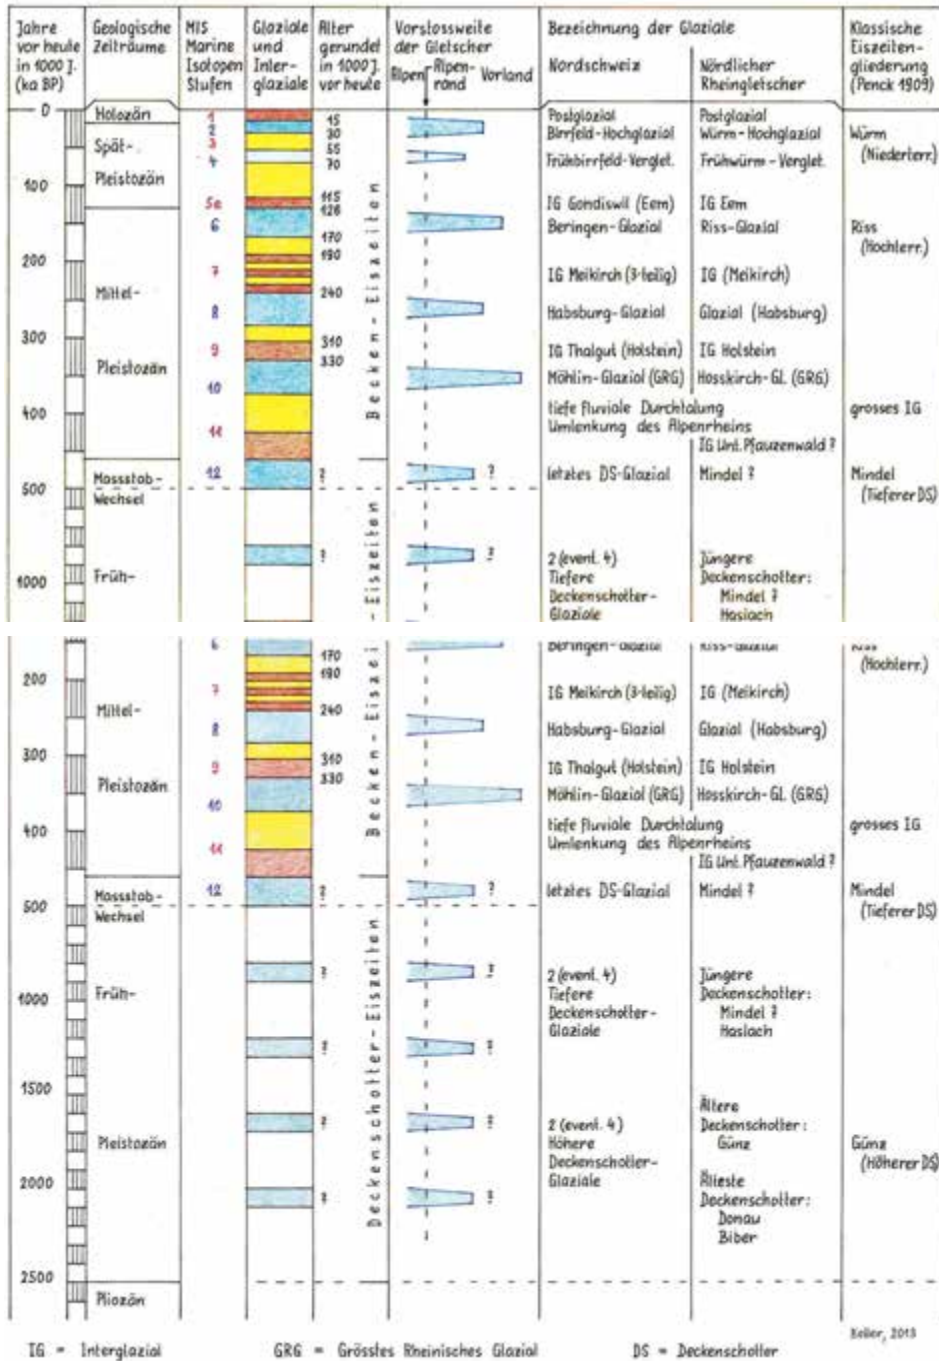 Jahre
vor heute
in 1000 J.
(ka BP)
Geologische
Zeiträume
MIS
Marine
Isotopen
Stufen
Glaziale
und
Inter-
glaziale
Alter
gerundet
in 1000 J.
vor heute
Vorstossweite
der Gletscher
Alpen
Alpen-
rand
Vorland
Bezeichnung der Glaziale
Nordschweiz
Nördlicher
Rheingletscher
Klassische
Eiszeiten-
gliederung
(Penck 1909)
0
100
200
300
400
500
1000
Holozän
Spät-
Pleistozän
Mittel-
Pleistozän
Massstab-
Wechsel
Früh-
1
2
3
4
5e
6
7
8
9
10
11
12
15
30
55
70
115
126
170
190
240
310
330
?
?
Becken-Eiszeiten
-Eiszeiten
?
?
Postglazial
Birrfeld-Hochglazial
Frühbirrfeld-Verglet.
IG Gondiswil (Eem)
Beringen-Glazial
IG Meikirch (3-teilig)
Habsburg-Glazial
IG Thalgut (Holstein)
Möhlin-Glazial (GRG)
tiefe fluviale Durchtalung
Umlenkung des Alpenrheins
letztes DS-Glazial
2 (event. 4)
Tiefere
Deckenschotter-
Glaziale
Postglazial
Würm-Hochglazial
Frühwürm-Verglet.
IG Eem
Riss-Glazial
IG (Meikirch)
Glazial (Habsburg)
IG Holstein
Hosskirch-Gl. (GRG)
IG Unt. Pfauzenwald ?
Mindel ?
Jüngere
Deckenschotter:
Mindel ?
Haslach
Würm
(Niederterr.)
Riss
(Hochterr.)
grosses IG
Mindel
(Tieferer DS)
200
300
400
500
1000
1500
2000
2500
Mittel-
Pleistozän
Massstab-
Wechsel
Früh-
Pleistozän
Pliozän
6
7
8
9
10
11
12
170
190
240
310
330
?
?
?
?
?
Becken-Eiszei
Deckenschotter-Eiszeiten
?
?
?
?
?
Beringen-Glazial
IG Meikirch (3-teilig)
Habsburg-Glazial
IG Thalgut (Holstein)
Möhlin-Glazial (GRG)
tiefe fluviale Durchtalung
Umlenkung des Alpenrheins
letztes DS-Glazial
2 (event. 4)
Tiefere
Deckenschotter-
Glaziale
2 (event. 4)
Höhere
Deckenschotter-
Glaziale
Riss-Glazial
IG (Meikirch)
Glazial (Habsburg)
IG Holstein
Hosskirch-Gl. (GRG)
IG Unt. Pfauzenwald ?
Mindel ?
Jüngere
Deckenschotter:
Mindel ?
Haslach
Ältere
Deckenschotter:
Günz
Älteste
Deckenschotter:
Donau
Biber
Riss
(Hochterr.)
grosses IG
Mindel
(Tieferer DS)
Günz
(Höherer DS)
Keller, 2013
IG = Interglazial
GRG = Grösstes Rheinisches Glazial
DS = Deckenschotter